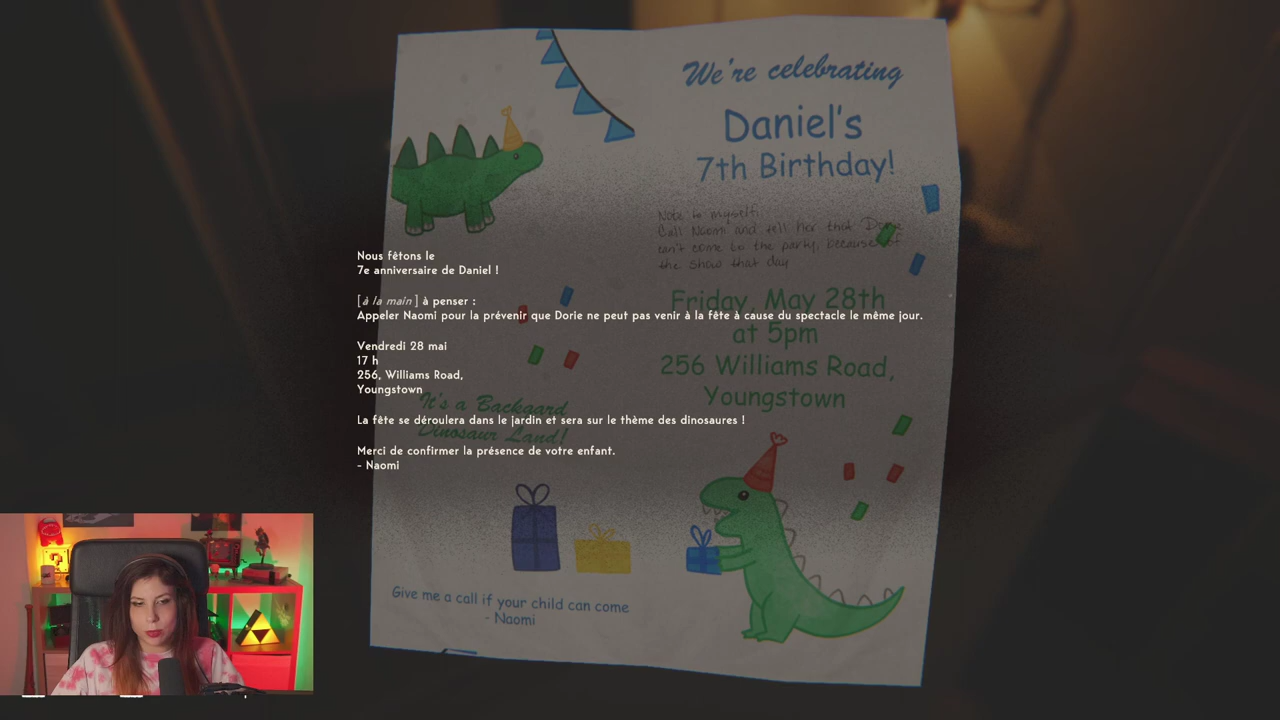 We're celebrating
Daniel's
7th Birthday!
Note to myself:
Call Naomi and tell her that Dorie
can't come to the party, because of
the show that day
Friday, May 28th
at 5pm
256 Williams Road,
Youngstown
It's a Backyard
Dinosaur Land!
Give me a call if your child can come
- Naomi
Nous fêtons le
7e anniversaire de Daniel !
[à la main] à penser :
Appeler Naomi pour la prévenir que Dorie ne peut pas venir à la fête à cause du spectacle le même jour.
Vendredi 28 mai
17 h
256, Williams Road,
Youngstown
La fête se déroulera dans le jardin et sera sur le thème des dinosaures !
Merci de confirmer la présence de votre enfant.
- Naomi